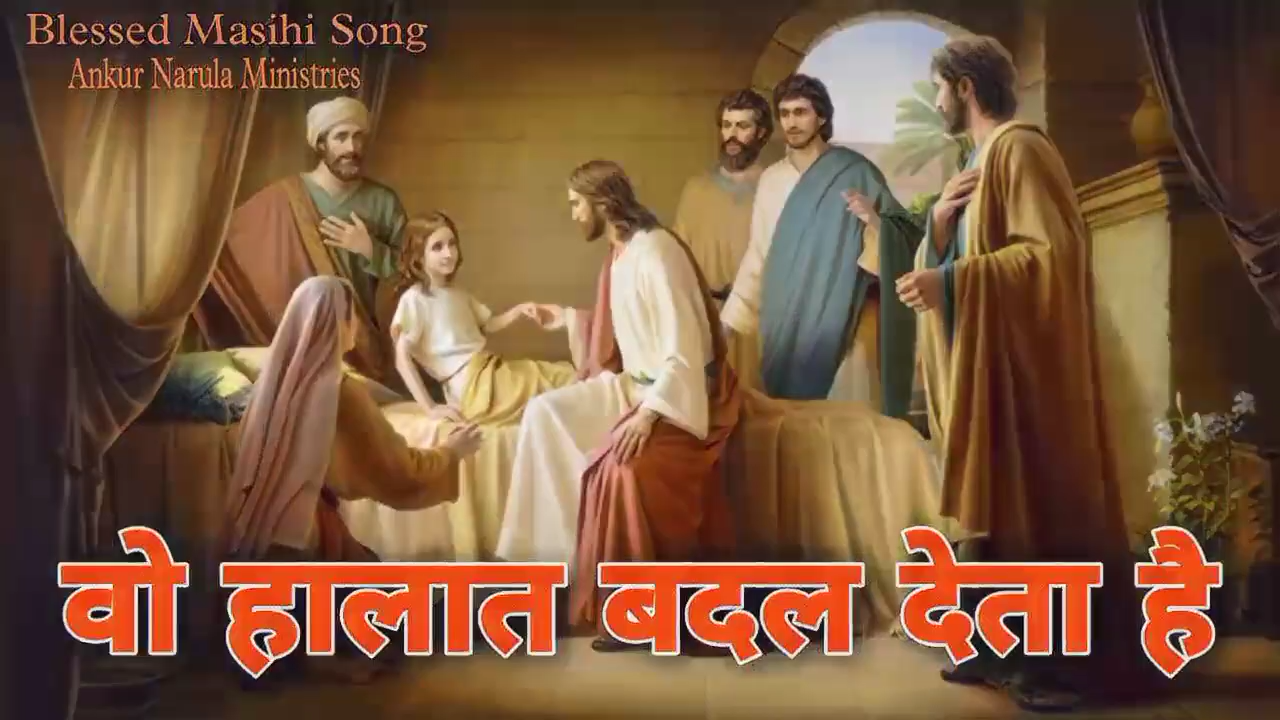 Blessed Masihi Song
Ankur Narula Ministries
वो हालात बदल देता है